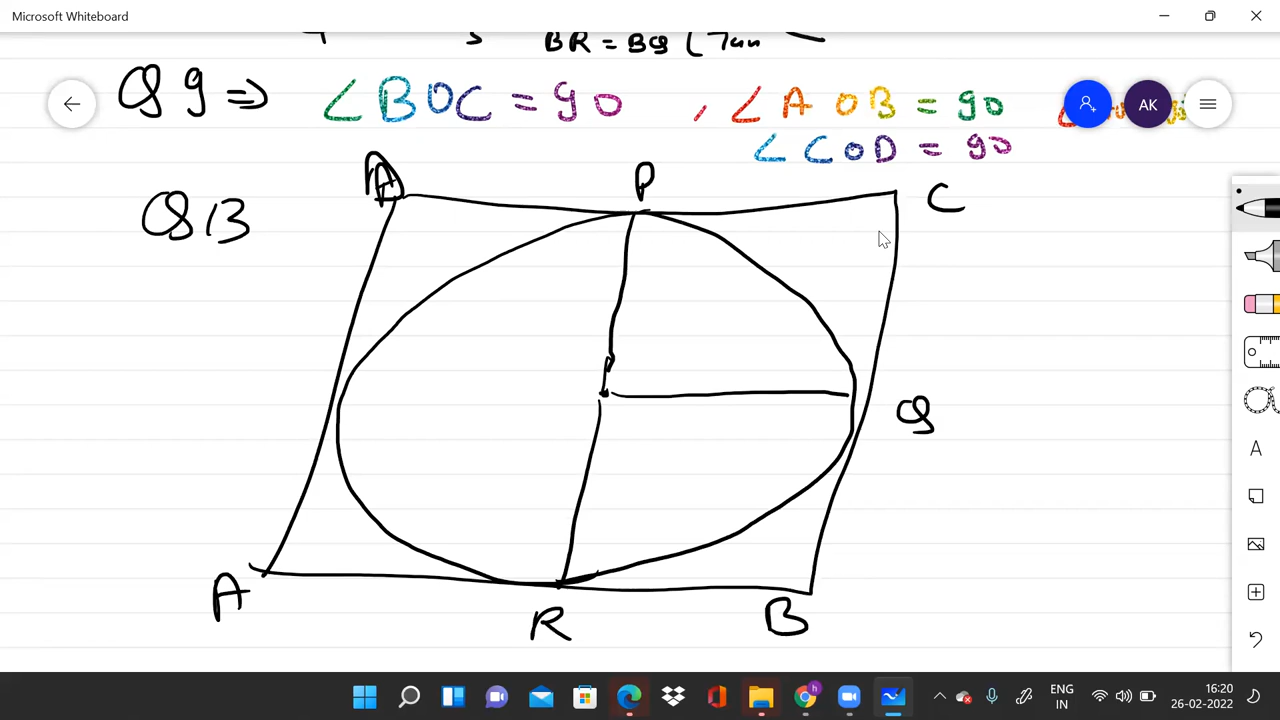 Microsoft Whiteboard
BR = BQ (Tan
Q 9 ⇒ ∠BOC = 90 , ∠AOB = 90
AK
∠COD = 90
P
C
Q 13
Q
A
R
B
A
ENG
IN
16:20
26-02-2022